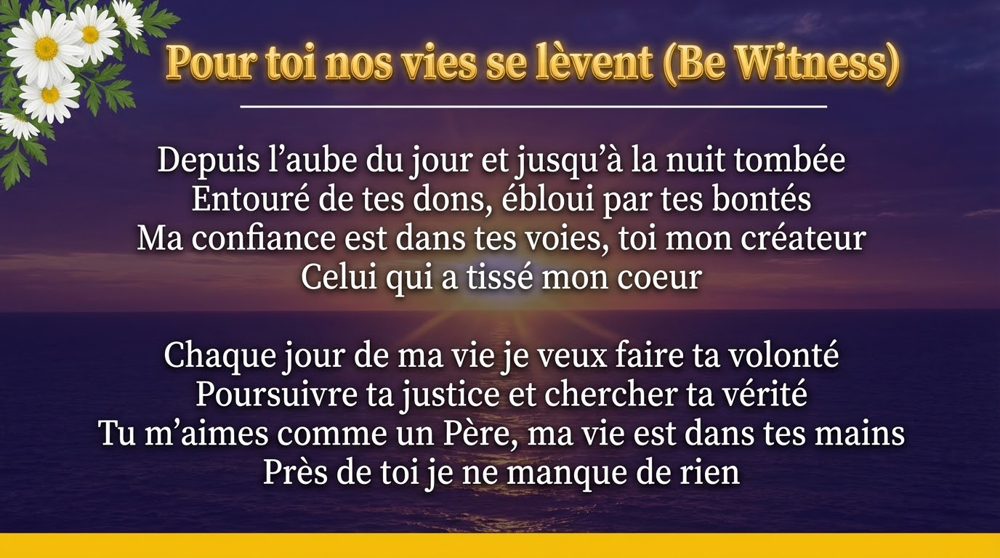 Pour toi nos vies se lèvent (Be Witness)
Depuis l’aube du jour et jusqu’à la nuit tombée
Entouré de tes dons, ébloui par tes bontés
Ma confiance est dans tes voies, toi mon créateur
Celui qui a tissé mon coeur
Chaque jour de ma vie je veux faire ta volonté
Poursuivre ta justice et chercher ta vérité
Tu m’aimes comme un Père, ma vie est dans tes mains
Près de toi je ne manque de rien